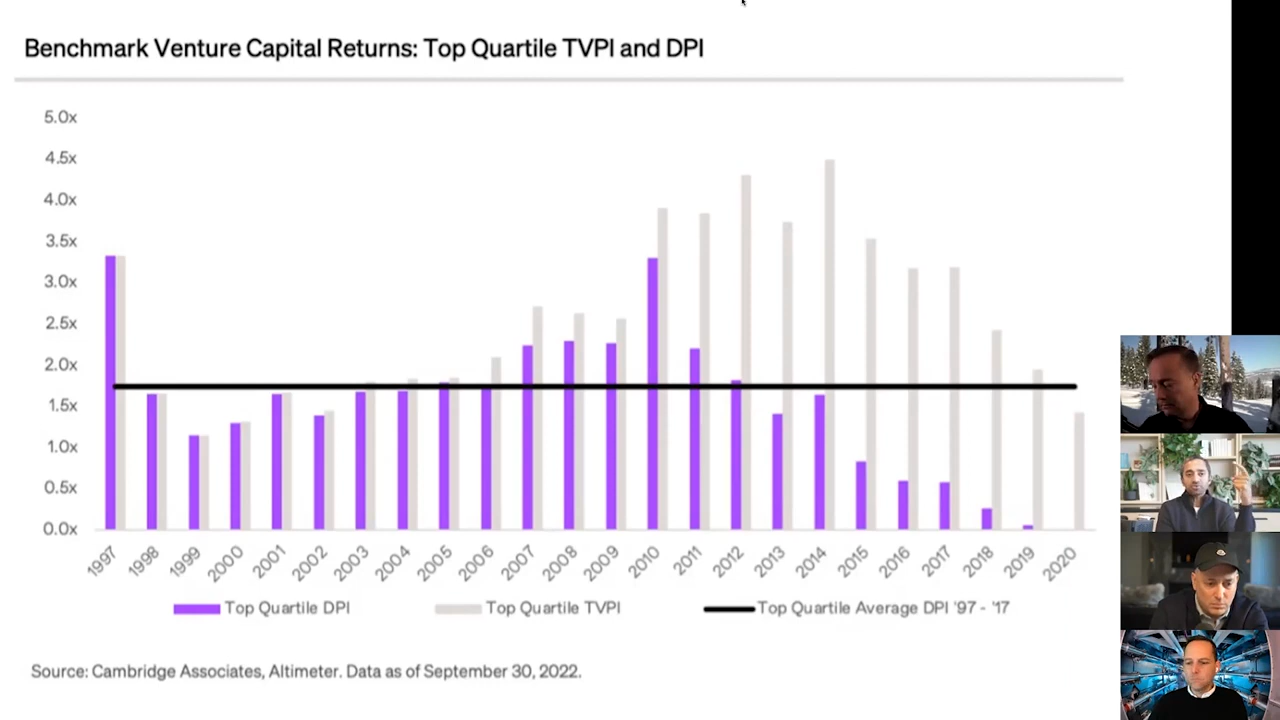 Benchmark Venture Capital Returns: Top Quartile TVPI and DPI
5.0x
4.5x
4.0x
3.5x
3.0x
2.5x
2.0x
1.5x
1.0x
0.5x
0.0x
1997 1998 1999 2000 2001 2002 2003 2004 2005 2006 2007 2008 2009 2010 2011 2012 2013 2014 2015 2016 2017 2018 2019 2020
Top Quartile DPI Top Quartile TVPI Top Quartile Average DPI '97 - '17
Source: Cambridge Associates, Altimeter. Data as of September 30, 2022.